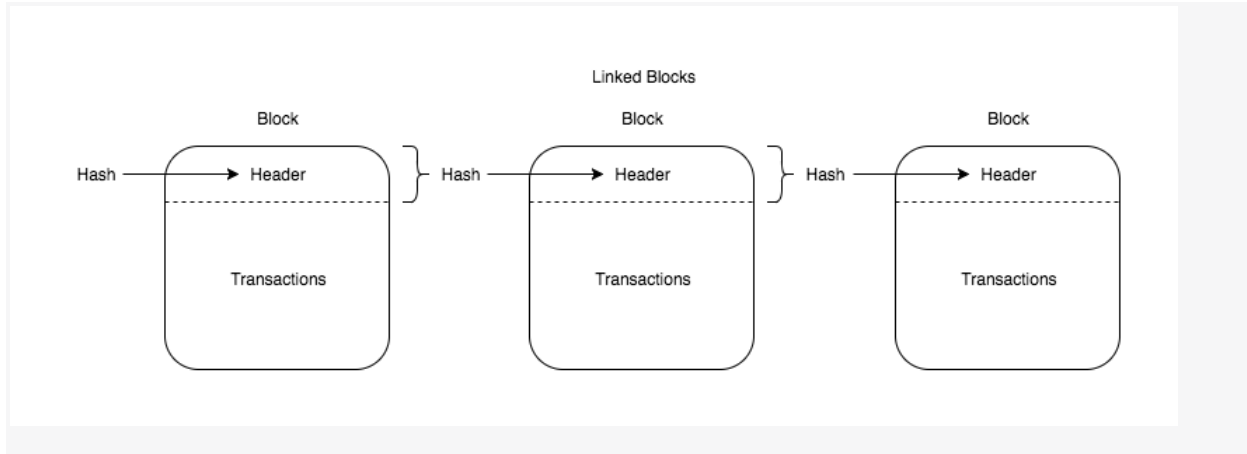 Linked Blocks
Block Block Block
Hash Header Hash Header Hash Header
Transactions Transactions Transactions